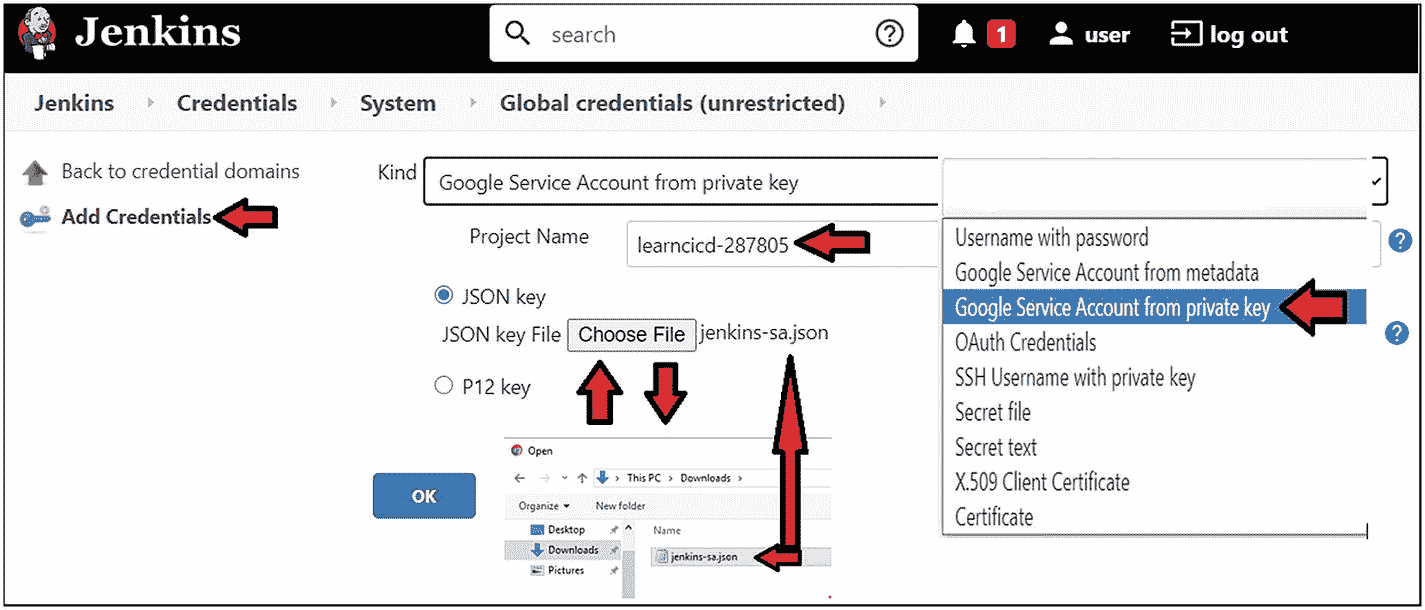 Jenkins
search
1
user
log out
Jenkins
Credentials
System
Global credentials (unrestricted)
Back to credential domains
Add Credentials
Kind
Google Service Account from private key
Project Name
learncicd-287805
JSON key
JSON key File
Choose File
jenkins-sa.json
P12 key
OK
Username with password
Google Service Account from metadata
Google Service Account from private key
OAuth Credentials
SSH Username with private key
Secret file
Secret text
X.509 Client Certificate
Certificate
Open
This PC
Downloads
Organize
New folder
Desktop
Downloads
Pictures
Name
jenkins-sa.json